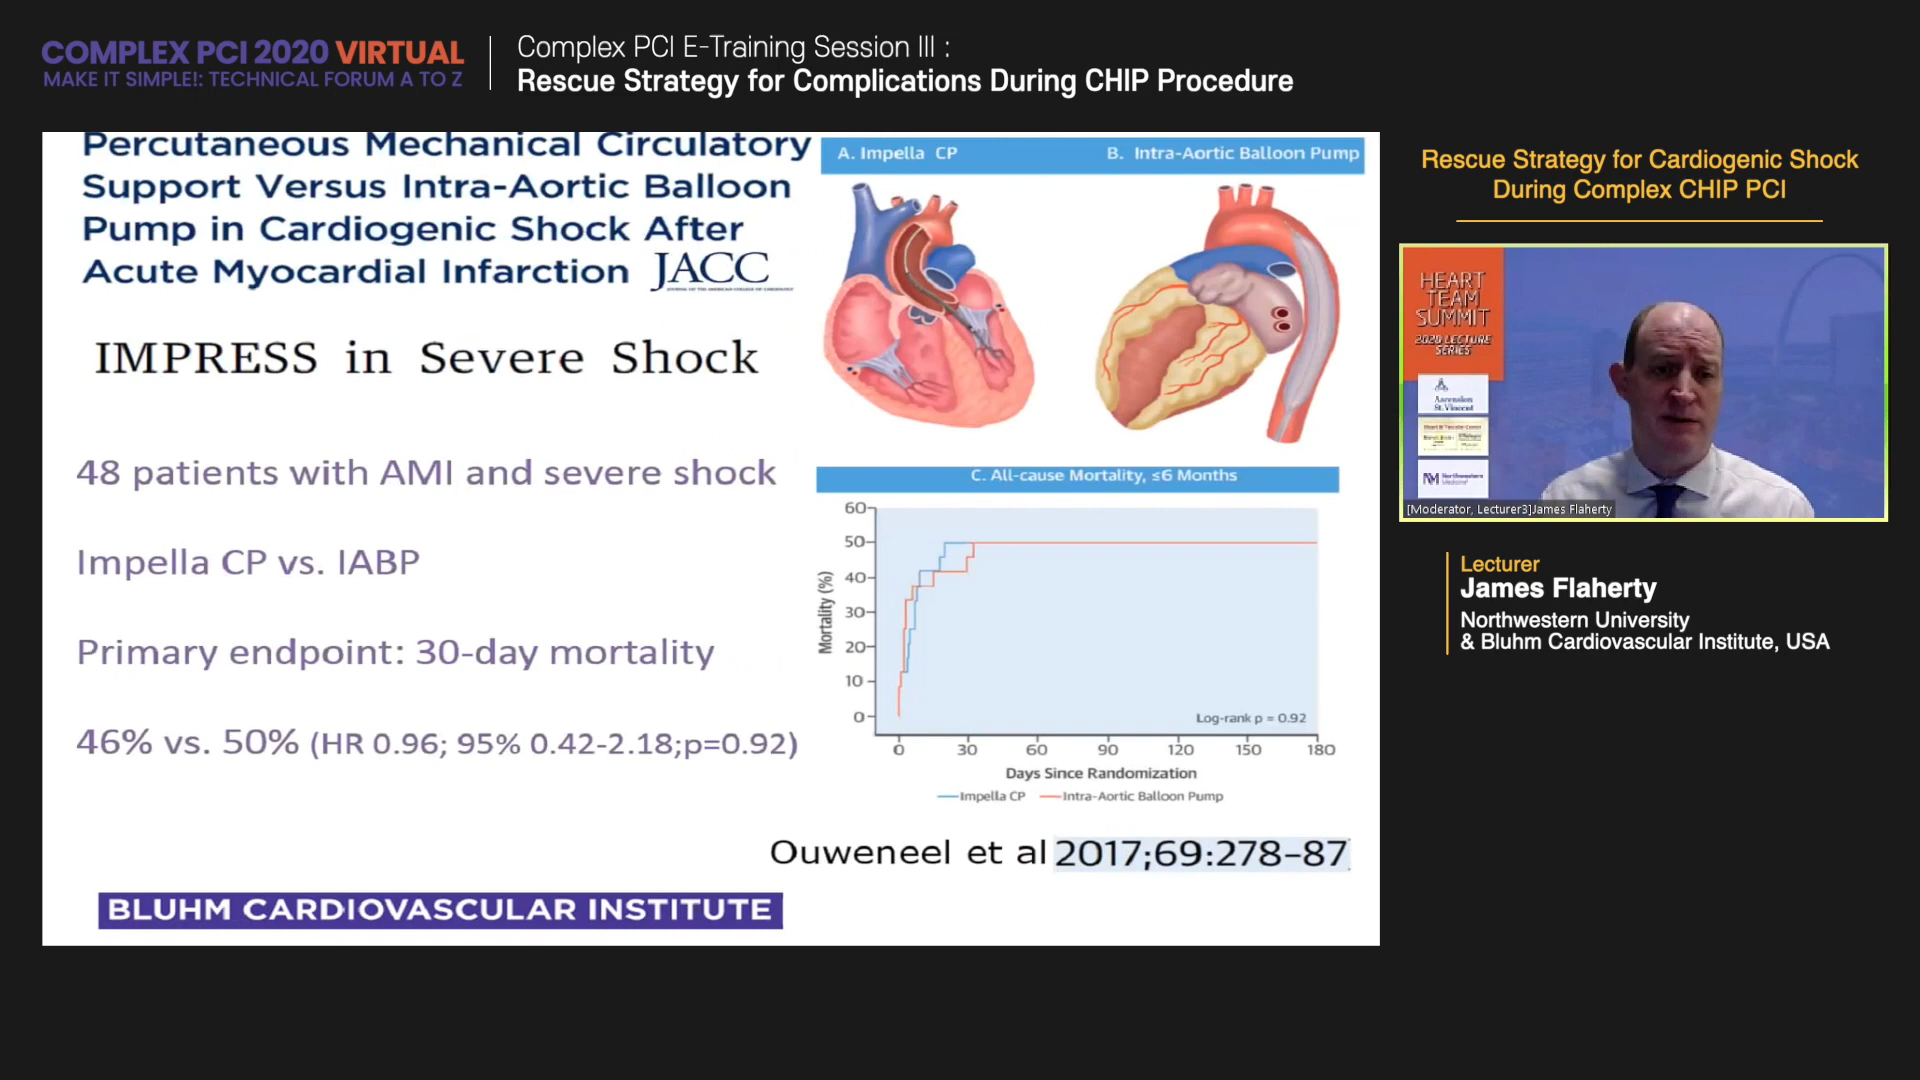 COMPLEX PCI 2020 VIRTUAL
MAKE IT SIMPLE!: TECHNICAL FORUM A TO Z
Complex PCI E-Training Session III :
Rescue Strategy for Complications During CHIP Procedure
Percutaneous Mechanical Circulatory
Support Versus Intra-Aortic Balloon
Pump in Cardiogenic Shock After
Acute Myocardial Infarction JACC
IMPRESS in Severe Shock
48 patients with AMI and severe shock
Impella CP vs. IABP
Primary endpoint: 30-day mortality
46% vs. 50% (HR 0.96; 95% 0.42-2.18;p=0.92)
A. Impella CP
B. Intra-Aortic Balloon Pump
C. All-cause Mortality, ≤6 Months
Mortality (%)
60
50
40
30
20
10
0
Log-rank p = 0.92
0 30 60 90 120 150 180
Days Since Randomization
Impella CP Intra-Aortic Balloon Pump
Ouweneel et al 2017;69:278-87
BLUHM CARDIOVASCULAR INSTITUTE
Rescue Strategy for Cardiogenic Shock
During Complex CHIP PCI
HEART
TEAM
SUMMIT
2020 LECTURE
SERIES
Ascension
St. Vincent
Northwestern
Medicine
[Moderator, Lecturer3]James Flaherty
Lecturer
James Flaherty
Northwestern University
& Bluhm Cardiovascular Institute, USA